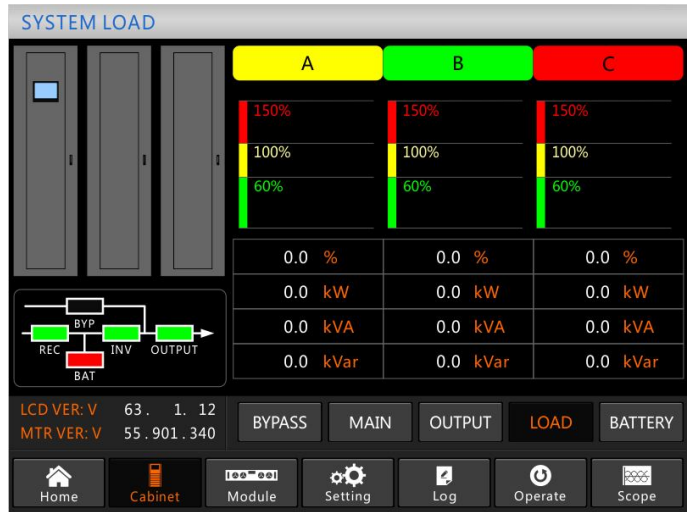 SYSTEM LOAD
A B C
150% 150% 150%
100% 100% 100%
60% 60% 60%
0.0 % 0.0 % 0.0 %
0.0 kW 0.0 kW 0.0 kW
0.0 kVA 0.0 kVA 0.0 kVA
0.0 kVar 0.0 kVar 0.0 kVar
BYP
REC INV OUTPUT
BAT
LCD VER: V 63. 1. 12
MTR VER: V 55.901.340
BYPASS MAIN OUTPUT LOAD BATTERY
Home Cabinet Module Setting Log Operate Scope